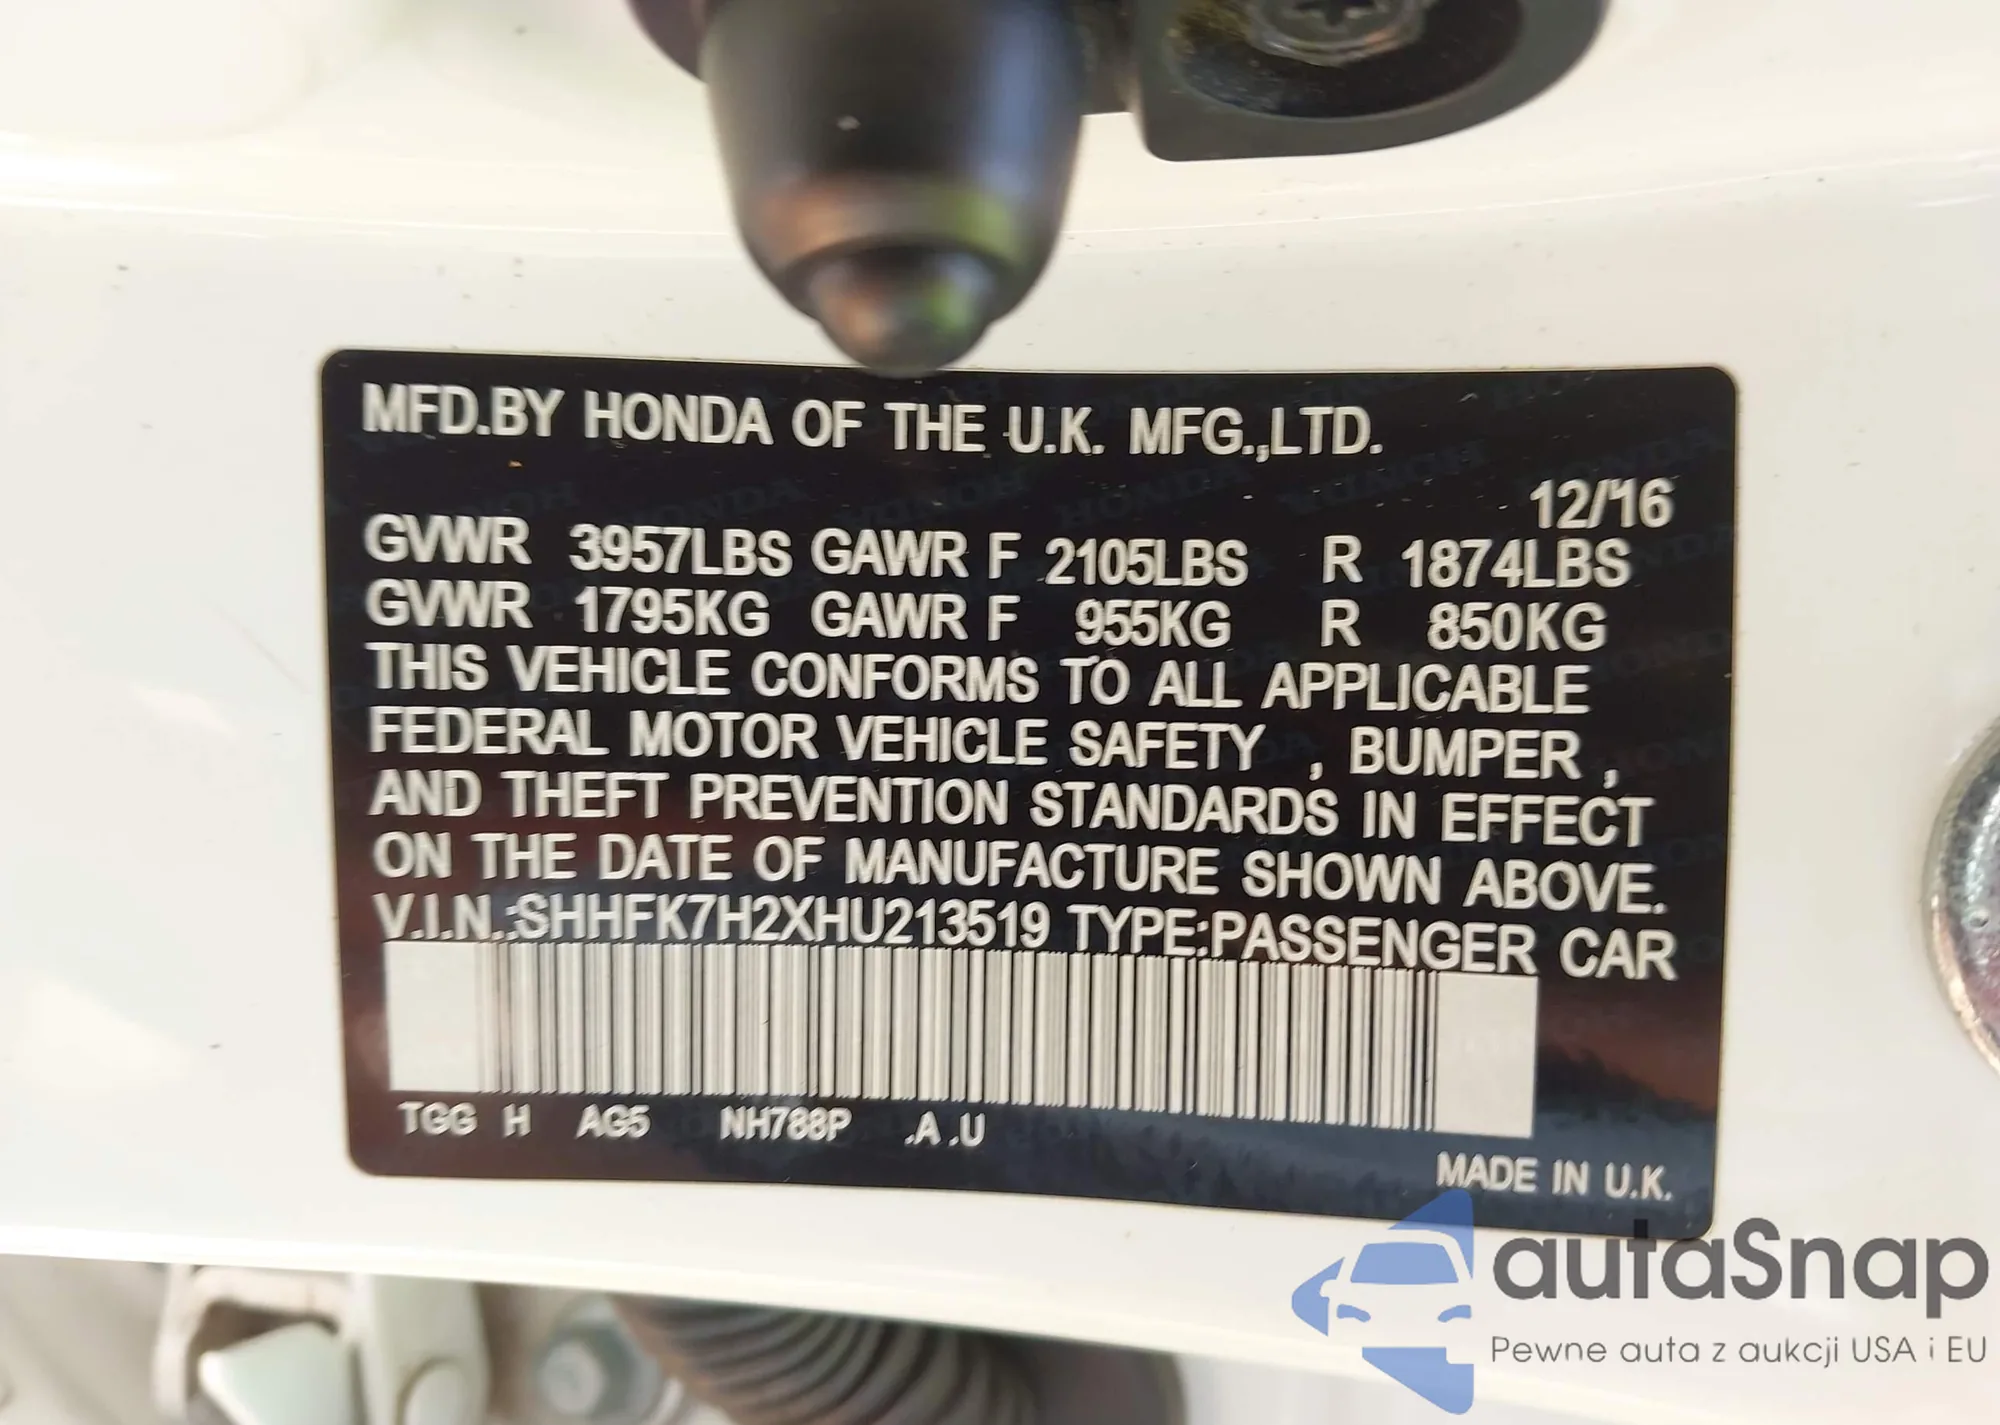 MFD.BY HONDA OF THE U.K. MFG.,LTD.
12/'16
GVWR 3957LBS GAWR F 2105LBS R 1874LBS
GVWR 1795KG GAWR F 955KG R 850KG
THIS VEHICLE CONFORMS TO ALL APPLICABLE
FEDERAL MOTOR VEHICLE SAFETY , BUMPER ,
AND THEFT PREVENTION STANDARDS IN EFFECT
ON THE DATE OF MANUFACTURE SHOWN ABOVE.
V.I.N.:SHHFK7H2XHU213519 TYPE:PASSENGER CAR
TGG H AG5 NH788P .A .U
MADE IN U.K.
autaSnap
Pewne auta z aukcji USA i EU